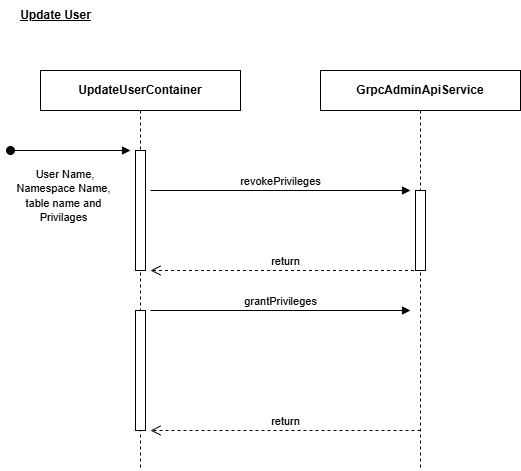 Update User
UpdateUserContainer
GrpcAdminApiService
User Name,
Namespace Name,
table name and
Privilages
revokePrivileges
return
grantPrivileges
return